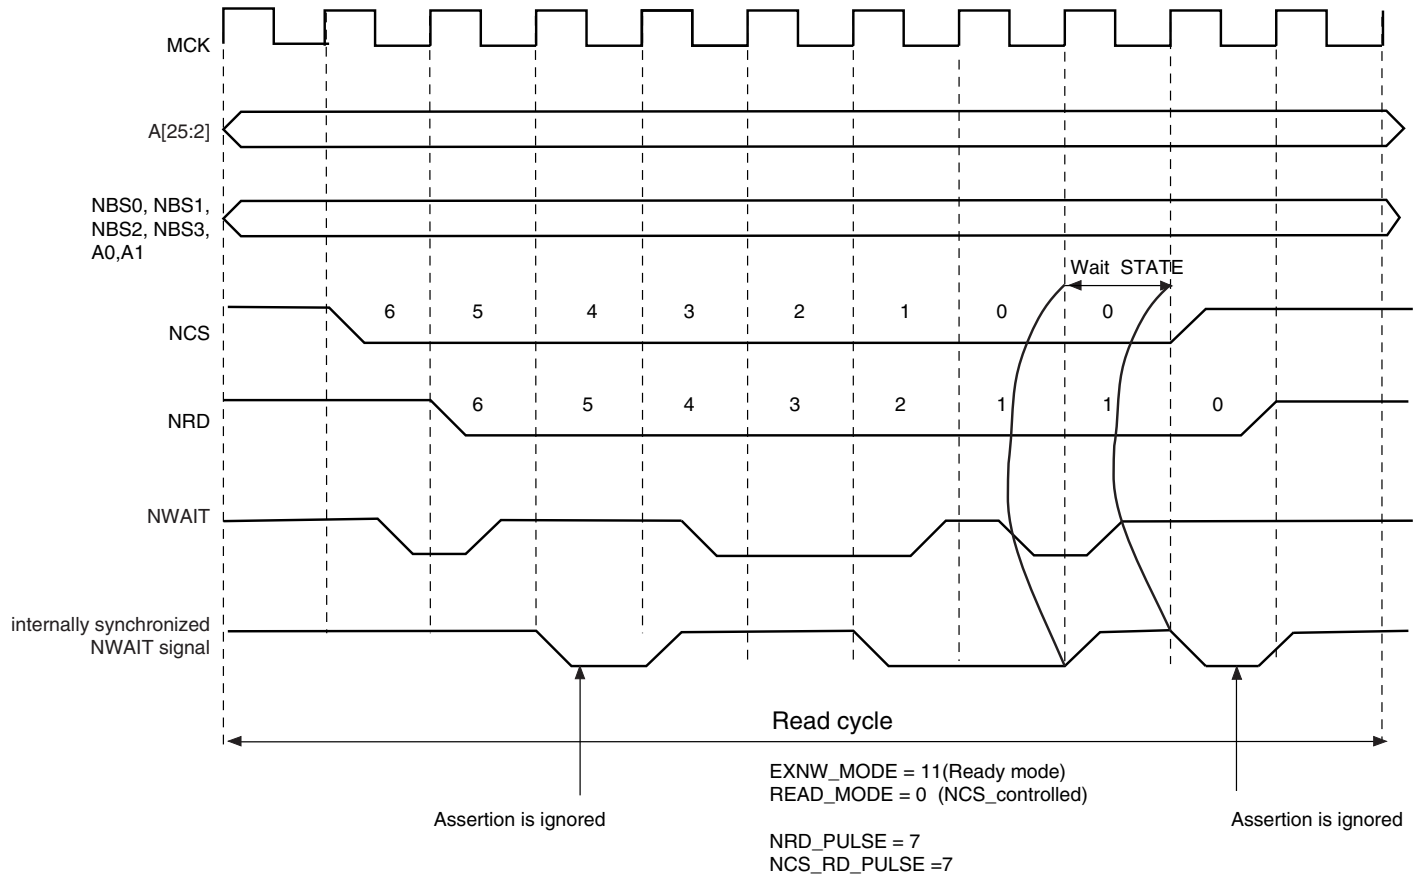 MCK
A[25:2]
NBS0, NBS1,
NBS2, NBS3,
A0,A1
Wait STATE
NCS
6 5 4 3 2 1 0 0
NRD
6 5 4 3 2 1 1 0
NWAIT
internally synchronized
NWAIT signal
Read cycle
EXNW_MODE = 11(Ready mode)
READ_MODE = 0 (NCS_controlled)
Assertion is ignored
Assertion is ignored
NRD_PULSE = 7
NCS_RD_PULSE =7